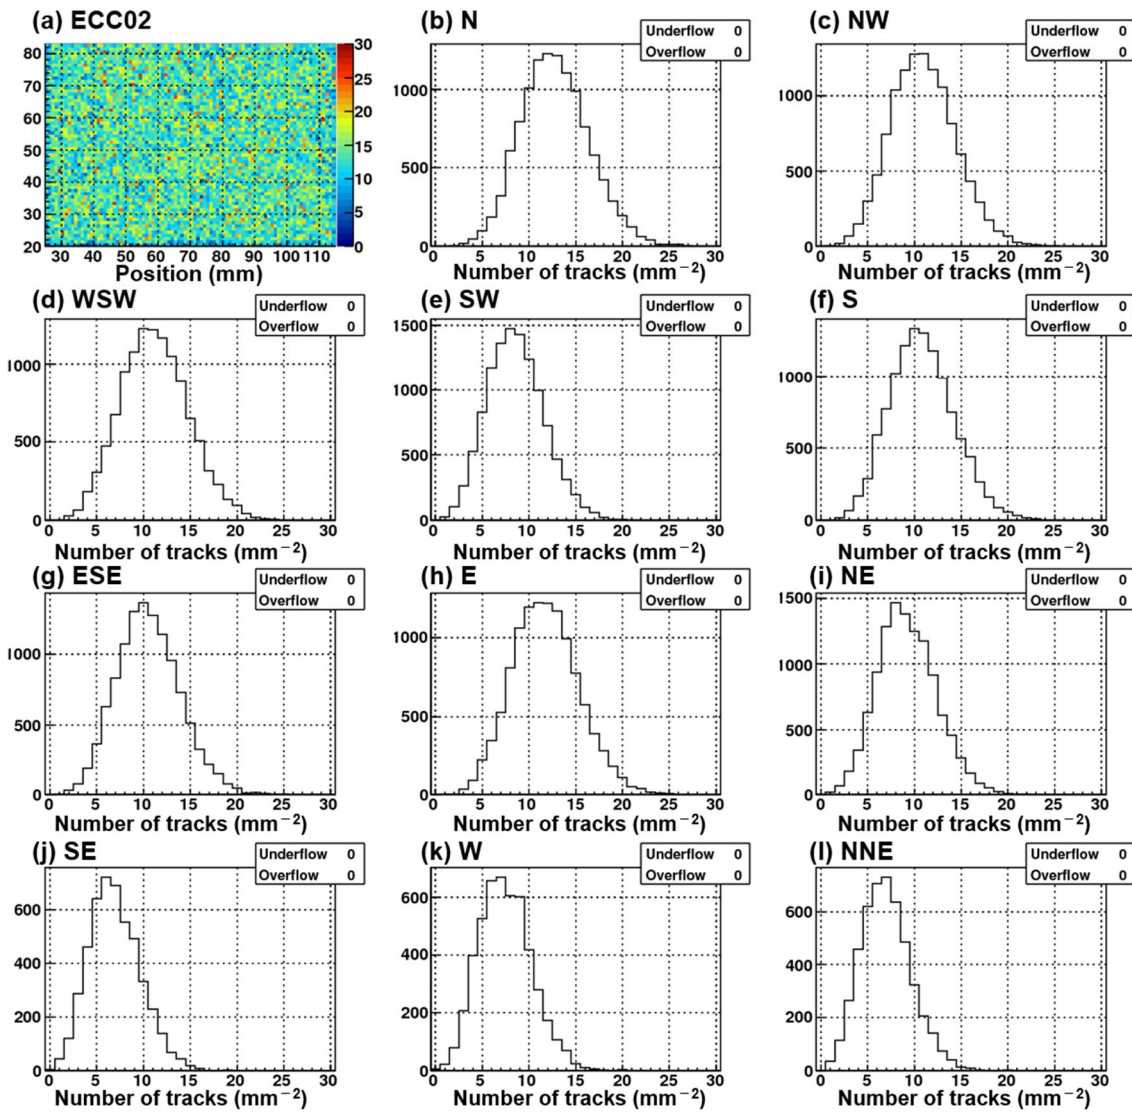 (a) ECC02
80
70
60
50
40
30
20
30
25
20
15
10
5
0
30 40 50 60 70 80 90 100 110
Position (mm)
(b) N
Underflow 0
Overflow 0
1000
500
0
0 5 10 15 20 25 30
Number of tracks (mm−2)
(c) NW
Underflow 0
Overflow 0
1000
500
0
0 5 10 15 20 25 30
Number of tracks (mm−2)
(d) WSW
Underflow 0
Overflow 0
1000
500
0
0 5 10 15 20 25 30
Number of tracks (mm−2)
(e) SW
Underflow 0
Overflow 0
1500
1000
500
0
0 5 10 15 20 25 30
Number of tracks (mm−2)
(f) S
Underflow 0
Overflow 0
1000
500
0
0 5 10 15 20 25 30
Number of tracks (mm−2)
(g) ESE
Underflow 0
Overflow 0
1000
500
0
0 5 10 15 20 25 30
Number of tracks (mm−2)
(h) E
Underflow 0
Overflow 0
1000
500
0
0 5 10 15 20 25 30
Number of tracks (mm−2)
(i) NE
Underflow 0
Overflow 0
1500
1000
500
0
0 5 10 15 20 25 30
Number of tracks (mm−2)
(j) SE
Underflow 0
Overflow 0
600
400
200
0
0 5 10 15 20 25 30
Number of tracks (mm−2)
(k) W
Underflow 0
Overflow 0
600
400
200
0
0 5 10 15 20 25 30
Number of tracks (mm−2)
(l) NNE
Underflow 0
Overflow 0
600
400
200
0
0 5 10 15 20 25 30
Number of tracks (mm−2)